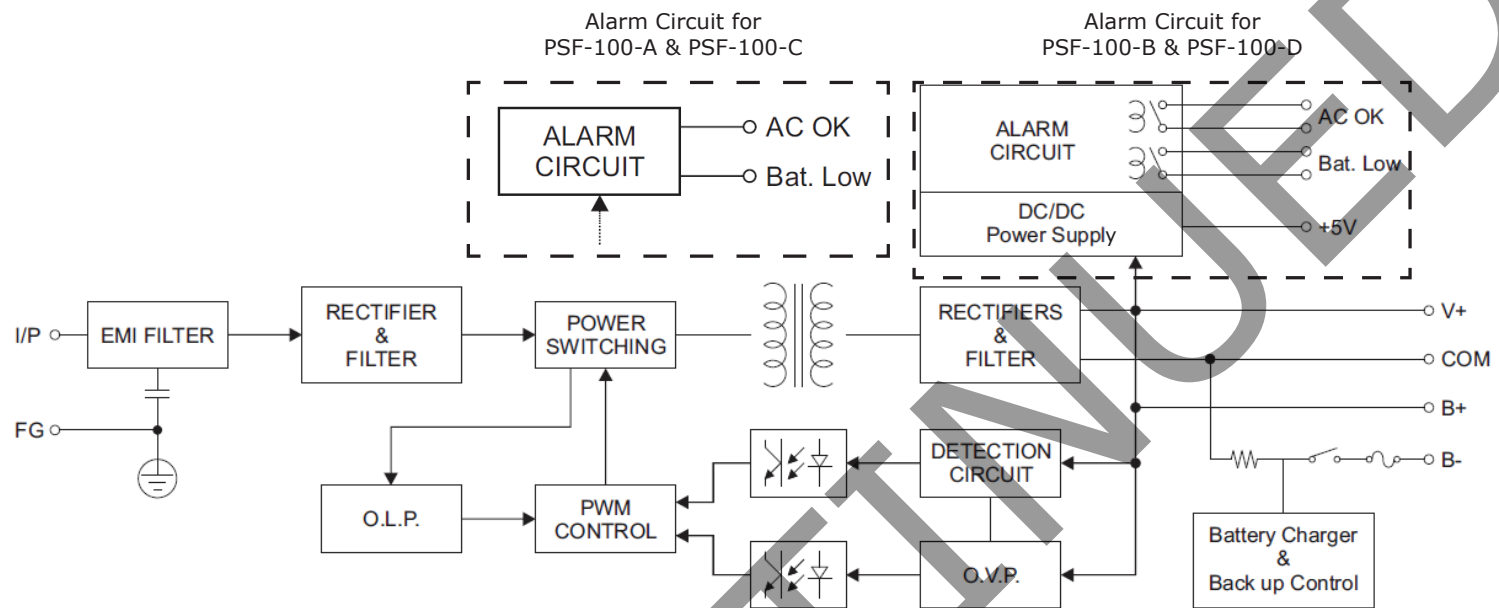 Alarm Circuit for
PSF-100-A & PSF-100-C
Alarm Circuit for
PSF-100-B & PSF-100-D
ALARM
CIRCUIT
AC OK
Bat. Low
ALARM
CIRCUIT
AC OK
Bat. Low
DC/DC
Power Supply
+5V
I/P
EMI FILTER
RECTIFIER
&
FILTER
POWER
SWITCHING
RECTIFIERS
&
FILTER
V+
COM
B+
B-
FG
O.L.P.
PWM
CONTROL
DETECTION
CIRCUIT
O.V.P.
Battery Charger
&
Back up Control
TINUED